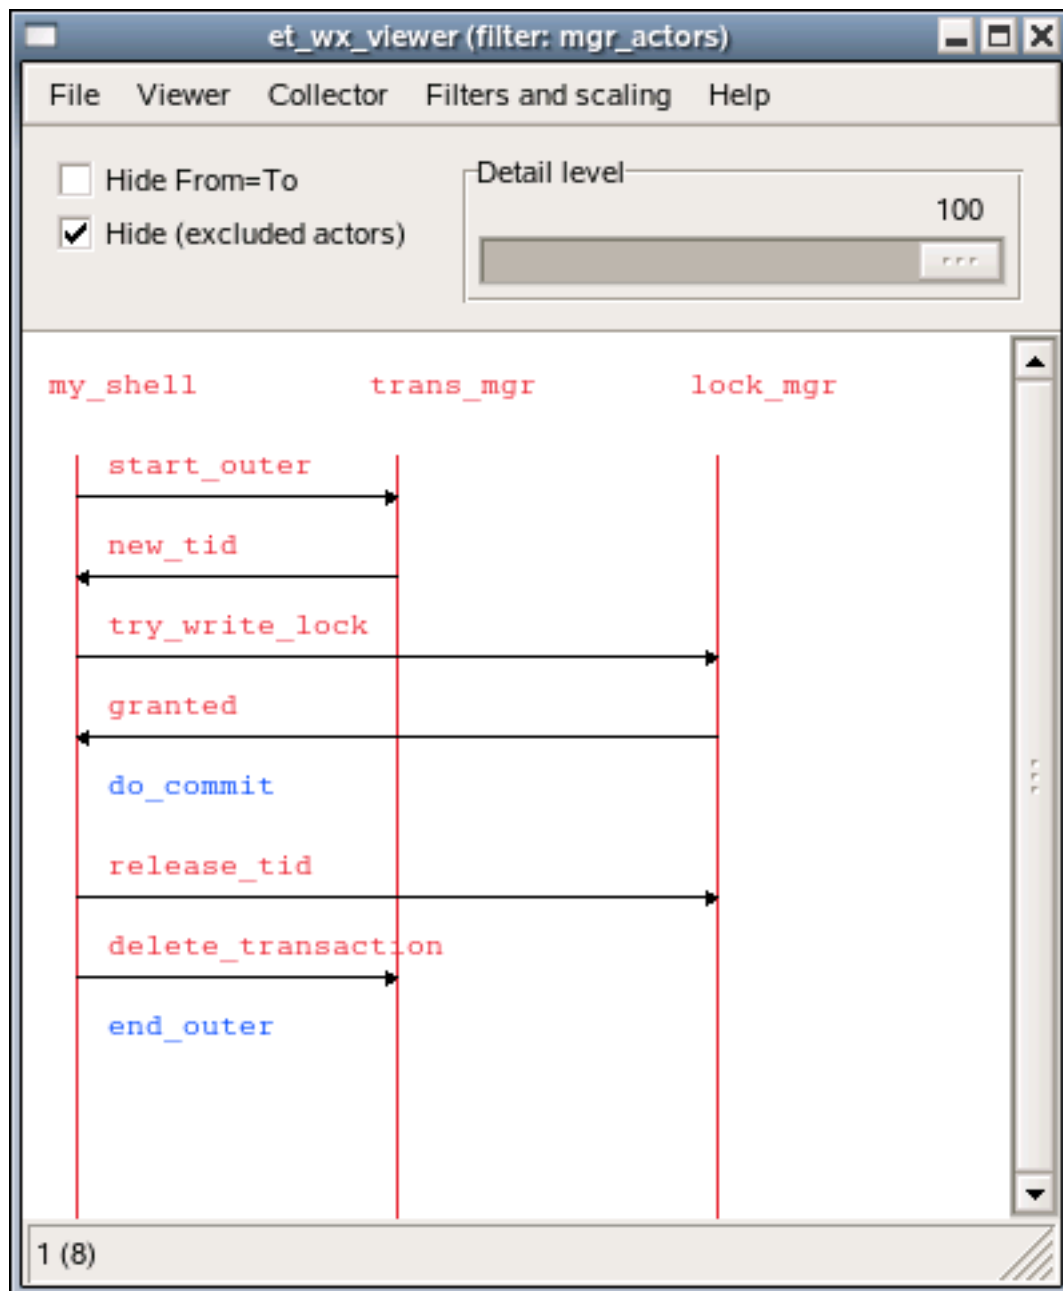 et_wx_viewer (filter: mgr_actors)
File Viewer Collector Filters and scaling Help
Hide From=To
Hide (excluded actors)
Detail level
100
my_shell trans_mgr lock_mgr
start_outer
new_tid
try_write_lock
granted
do_commit
release_tid
delete_transaction
end_outer
1 (8)